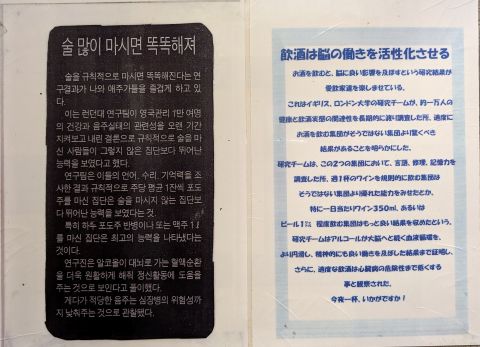 술 많이 마시면 똑똑해져
술을 규칙적으로 마시면 똑똑해진다는 연
구결과가 나와 애주가들을 즐겁게 하고 있
다.
이는 런던대 연구팀이 영국관리 1만 여명
의 건강과 음주실태의 관련성을 오랜 기간
지켜보고 내린 결론으로 규칙적으로 술을 마
신 사람들이 그렇지 않은 집단보다 뛰어난
능력을 보였다고 했다.
연구팀은 이들의 언어, 수리, 기억력을 조
사한 결과 규칙적으로 주당 평균 1잔씩 포도
주를 마신 집단은 술을 마시지 않는 집단보
다 뛰어난 능력을 보였다는 것.
특히 하루 포도주 반병이나 또는 맥주 1ℓ
를 마신 집단은 최고의 능력을 나타냈다는
것이다.
연구진은 알코올이 대뇌로 가는 혈액순환
을 더욱 원활하게 해줘 정신활동에 도움을
주는 것으로 보인다고 풀이했다.
게다가 적당한 음주는 심장병의 위험성까
지 낮춰주는 것으로 관찰됐다.
飲酒は脳の働きを活性化させる
お酒を飲むと、脳に良い影響を及ぼすという研究結果が
愛飲家達を楽しませている。
これはイギリス、ロンドン大学の研究チームが、約一万人の
健康と飲酒実態の関連性を長期的に渡り調査した所、適度に
お酒を飲む集団がそうではない集団より驚くべき
結果があることを明らかにした。
研究チームは、この2つの集団において、言語、修理、記憶力を
調査した所、週1杯のワインを規則的に飲む集団は
そうではない集団より優れた能力をみせたとか。
特に一日当たりワイン350ml、あるいは
ビール1㍑ 程度飲む集団はもっと良い結果を収めたという。
研究チームはアルコールが大脳へと続く血液循環を、
より円滑し、精神的にも良い働きを及ぼした結果まで証明し、
さらに、適度な飲酒は心臓病の危険性まで低くする
事と観察された。
今夜一杯、いかがですか！